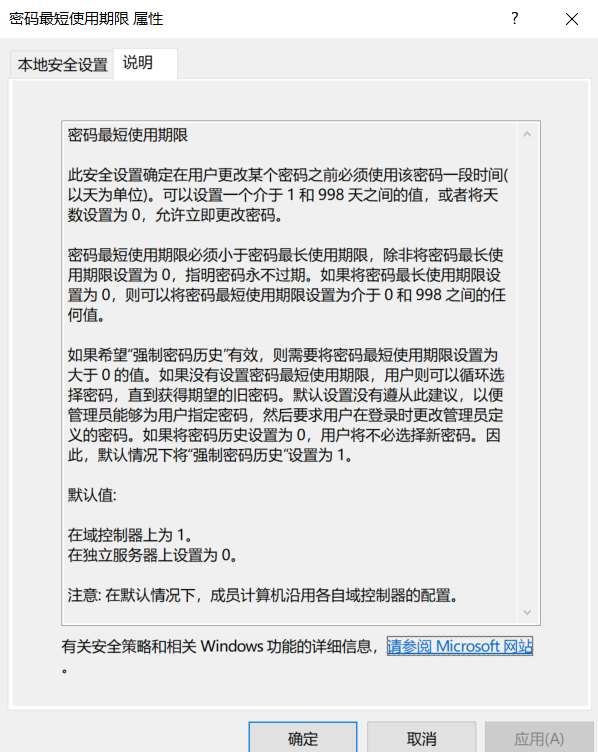 密码最短使用期限 属性
?
本地安全设置
说明
密码最短使用期限
此安全设置确定在用户更改某个密码之前必须使用该密码一段时间(
以天为单位)。可以设置一个介于 1 和 998 天之间的值，或者将天
数设置为 0，允许立即更改密码。
密码最短使用期限必须小于密码最长使用期限，除非将密码最长使
用期限设置为 0，指明密码永不过期。如果将密码最长使用期限设
置为 0，则可以将密码最短使用期限设置为介于 0 和 998 之间的任
何值。
如果希望“强制密码历史”有效，则需要将密码最短使用期限设置为
大于 0 的值。如果没有设置密码最短使用期限，用户则可以循环选
择密码，直到获得期望的旧密码。默认设置没有遵从此建议，以便
管理员能够为用户指定密码，然后要求用户在登录时更改管理员定
义的密码。如果将密码历史设置为 0，用户将不必选择新密码。因
此，默认情况下将“强制密码历史”设置为 1。
默认值:
在域控制器上为 1。
在独立服务器上设置为 0。
注意: 在默认情况下，成员计算机沿用各自域控制器的配置。
有关安全策略和相关 Windows 功能的详细信息，请参阅 Microsoft 网站
。
确定
取消
应用(A)